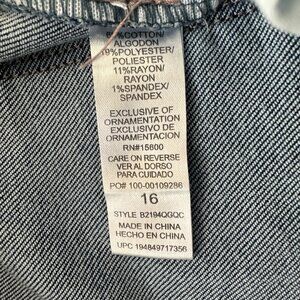 COTTON/
ALGODON
19%POLYESTER/
POLIESTER
11%RAYON/
RAYON
1%SPANDEX/
SPANDEX
EXCLUSIVE OF
ORNAMENTATION
EXCLUSIVO DE
ORNAMENTACION
RN#15600
CARE ON REVERSE
VER AL DORSO
PARA CUIDADO
PO# 100-00109286
16
STYLE B2194QGQC
MADE IN CHINA
HECHO EN CHINA
UPC 194849717356